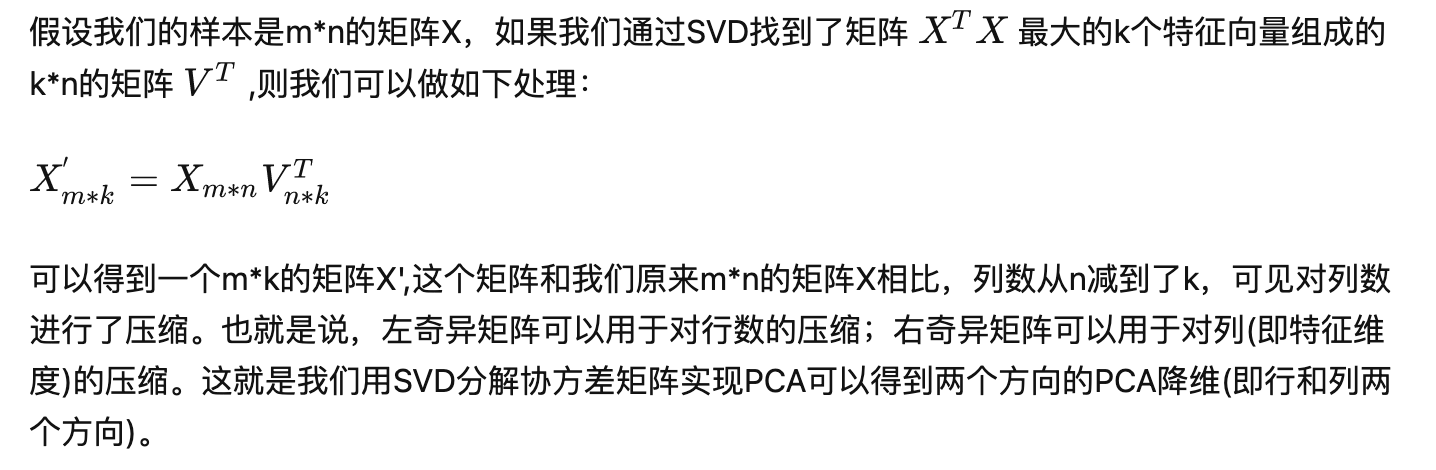 假设我们的样本是m*n的矩阵X，如果我们通过SVD找到了矩阵 $X^T X$ 最大的k个特征向量组成的
k*n的矩阵 $V^T$ ,则我们可以做如下处理：
$X^{'}_{m*k} = X_{m*n} V^T_{n*k}$
可以得到一个m*k的矩阵X',这个矩阵和我们原来m*n的矩阵X相比，列数从n减到了k，可见对列数
进行了压缩。也就是说，左奇异矩阵可以用于对行数的压缩；右奇异矩阵可以用于对列(即特征维
度)的压缩。这就是我们用SVD分解协方差矩阵实现PCA可以得到两个方向的PCA降维(即行和列两
个方向)。